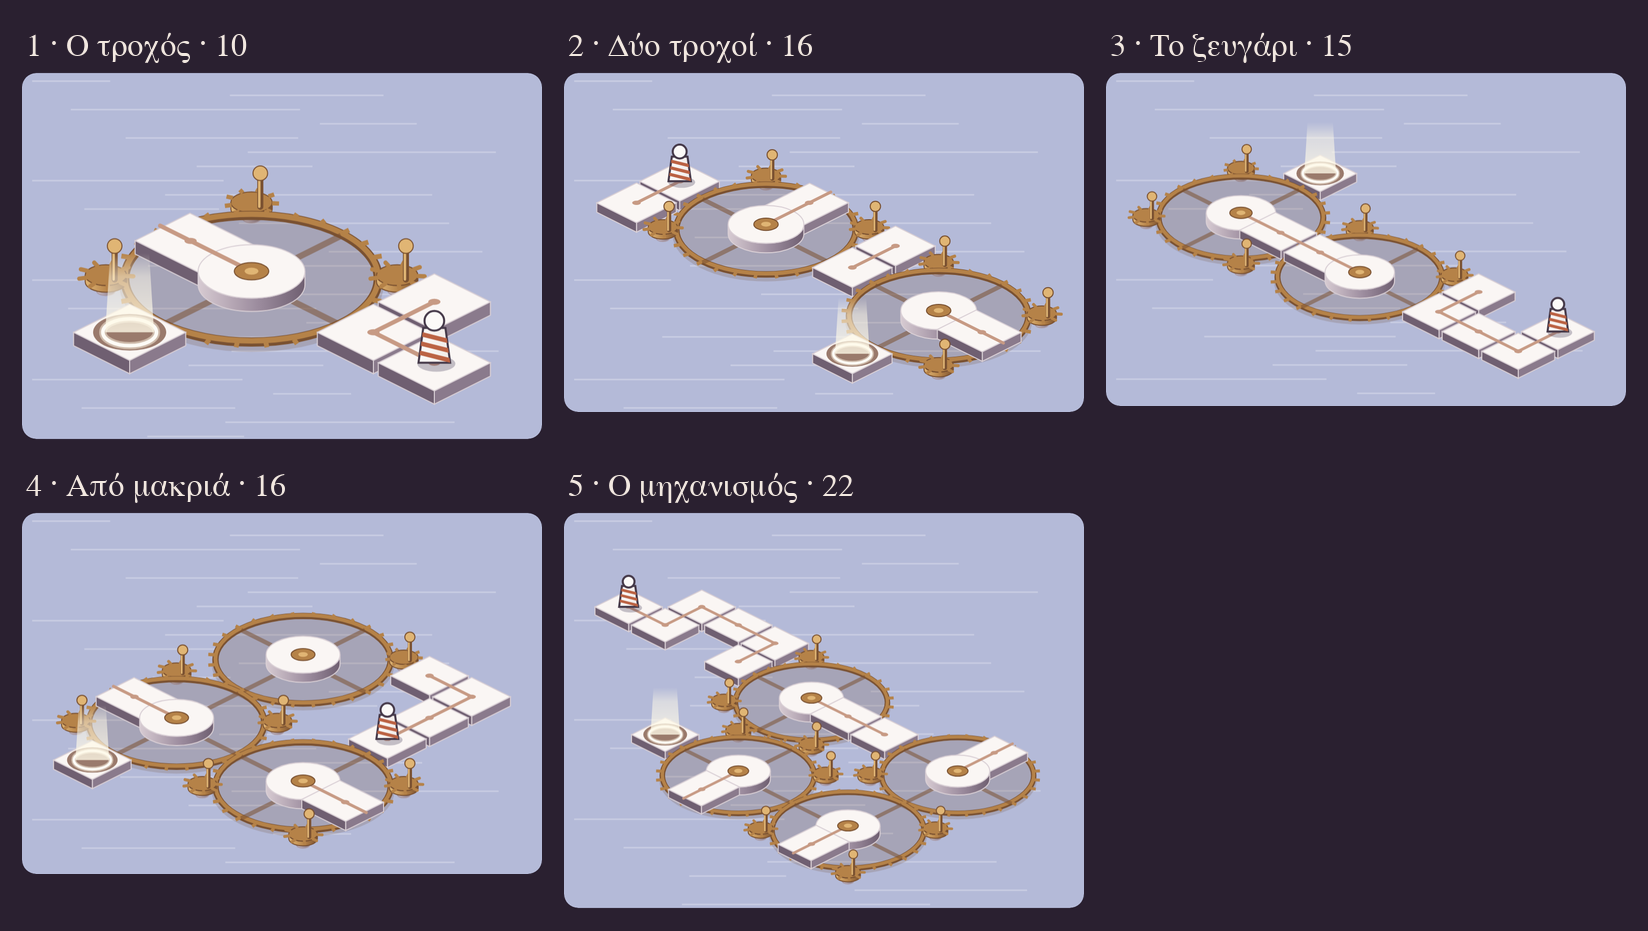 1 · Ο τροχός · 10
2 · Δύο τροχοί · 16
3 · Το ζευγάρι · 15
4 · Από μακριά · 16
5 · Ο μηχανισμός · 22